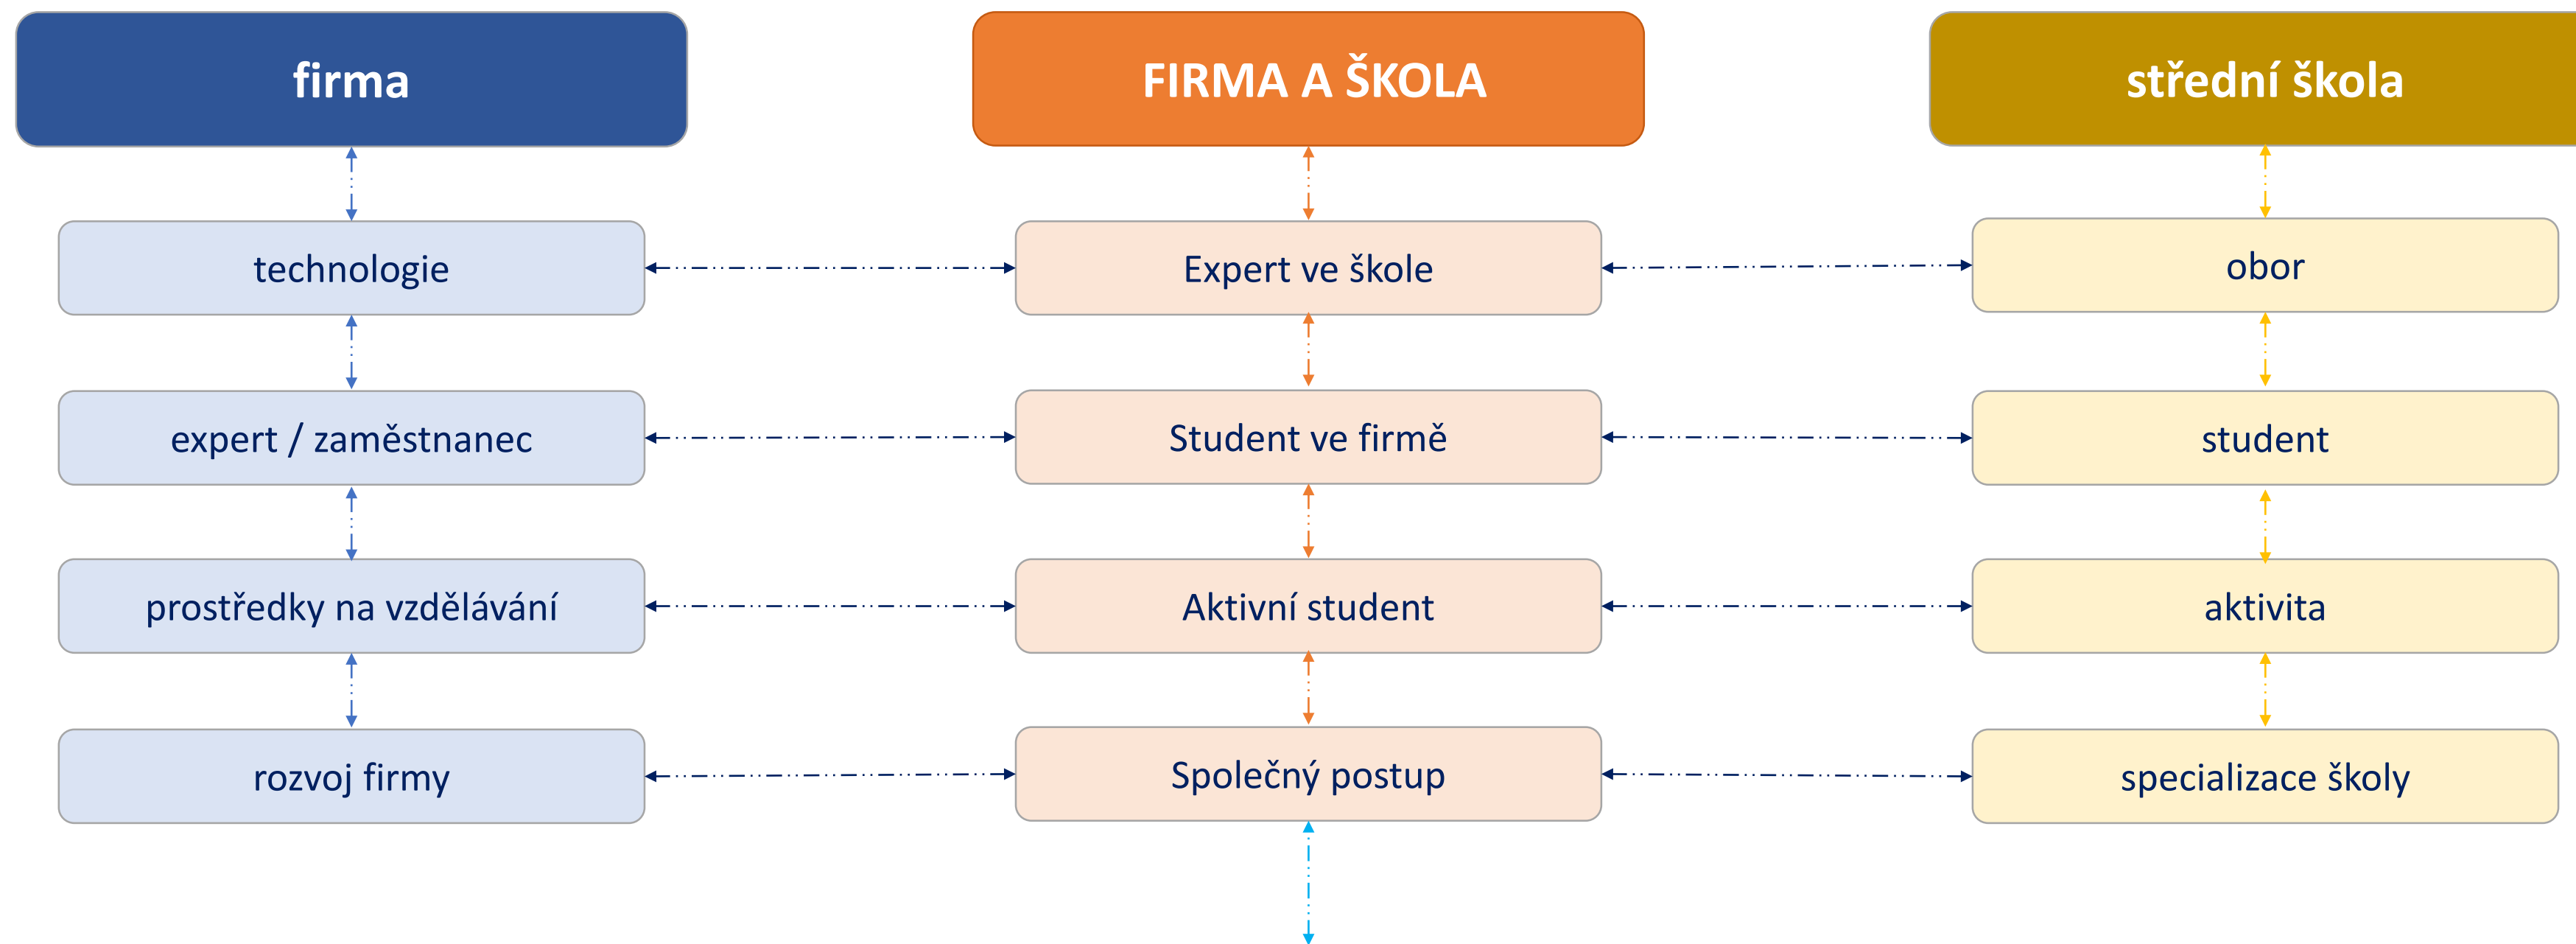 firma
FIRMA A ŠKOLA
střední škola
technologie
Expert ve škole
obor
expert / zaměstnanec
Student ve firmě
student
prostředky na vzdělávání
Aktivní student
aktivita
rozvoj firmy
Společný postup
specializace školy